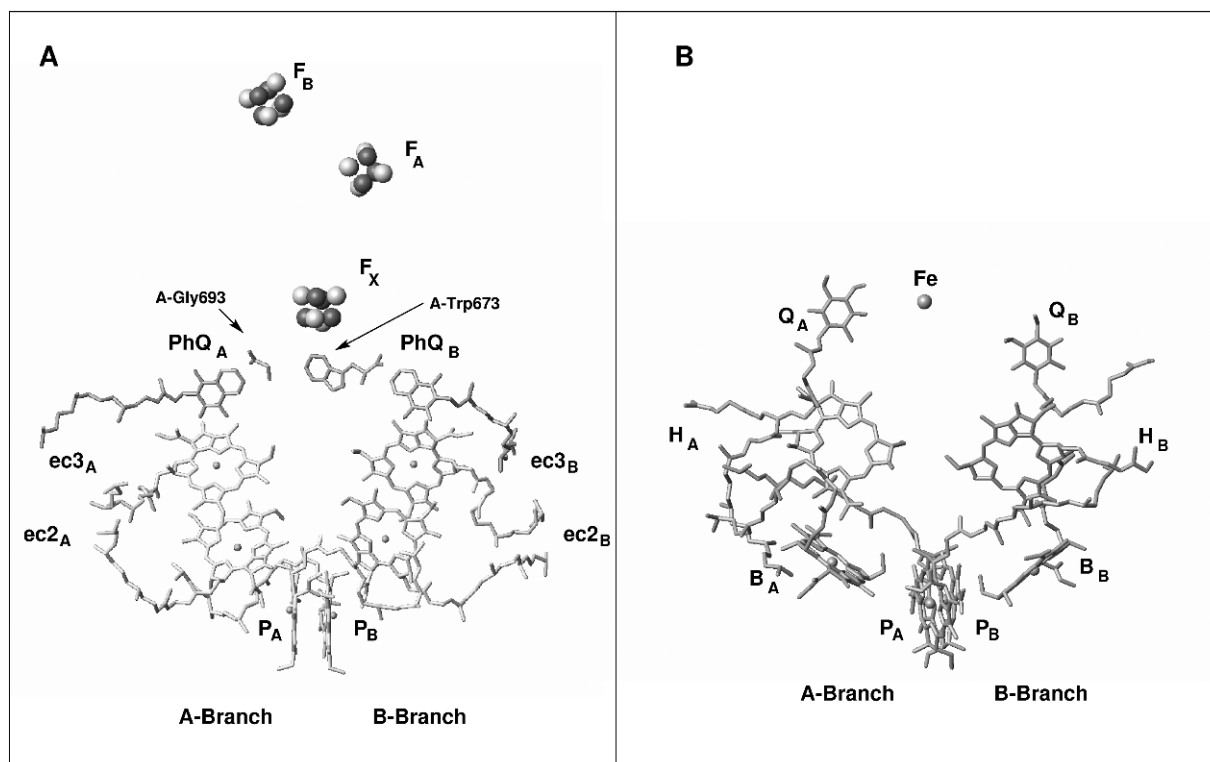 A
F_B
F_A
F_X
A-Gly693
A-Trp673
PhQ_A
PhQ_B
ec3_A
ec3_B
ec2_A
ec2_B
P_A P_B
A-Branch B-Branch
B
Fe
Q_A
Q_B
H_A
H_B
B_A
B_B
P_A P_B
A-Branch B-Branch